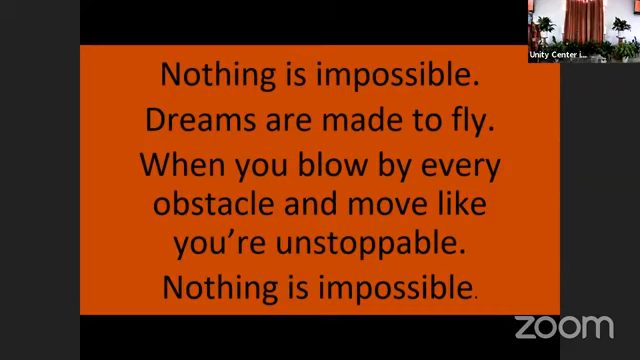 Unity Center i...
Nothing is impossible.
Dreams are made to fly.
When you blow by every
obstacle and move like
you're unstoppable.
Nothing is impossible.
zoom